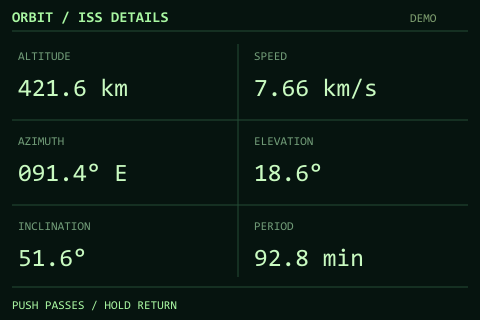 ORBIT / ISS DETAILS DEMO
ALTITUDE SPEED
421.6 km 7.66 km/s
AZIMUTH ELEVATION
091.4° E 18.6°
INCLINATION PERIOD
51.6° 92.8 min
PUSH PASSES / HOLD RETURN